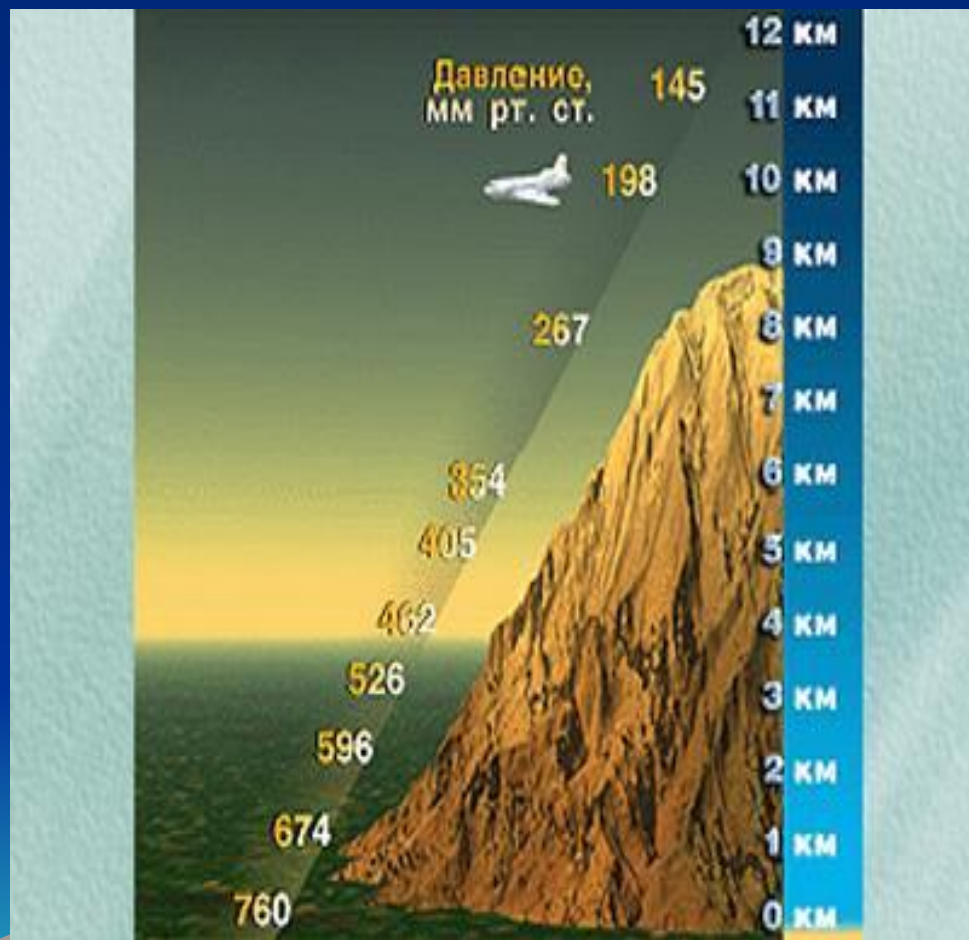 12 км
Давление,
мм рт. ст.
145
11 км
198
10 км
9 км
267
8 км
7 км
354
6 км
405
5 км
462
4 км
526
3 км
596
2 км
674
1 км
760
0 км